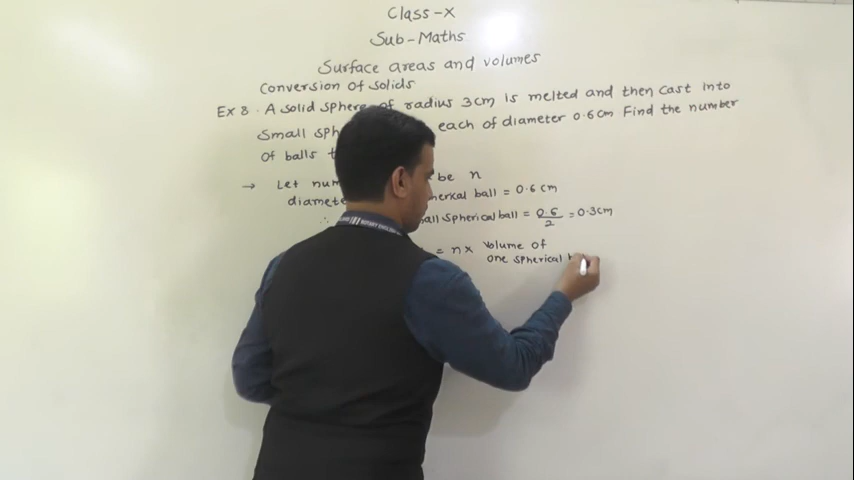 Class-X
Sub-Maths
Surface areas and volumes
Conversion of solids
Ex 8. A solid sphere of radius 3cm is melted and then cast into
small sph each of diameter 0.6cm Find the number
of balls t
→ Let num be n
diamete herical ball = 0.6 cm
∴ all spherical ball = 0.6/2 = 0.3cm
= n× volume of
one spherical b